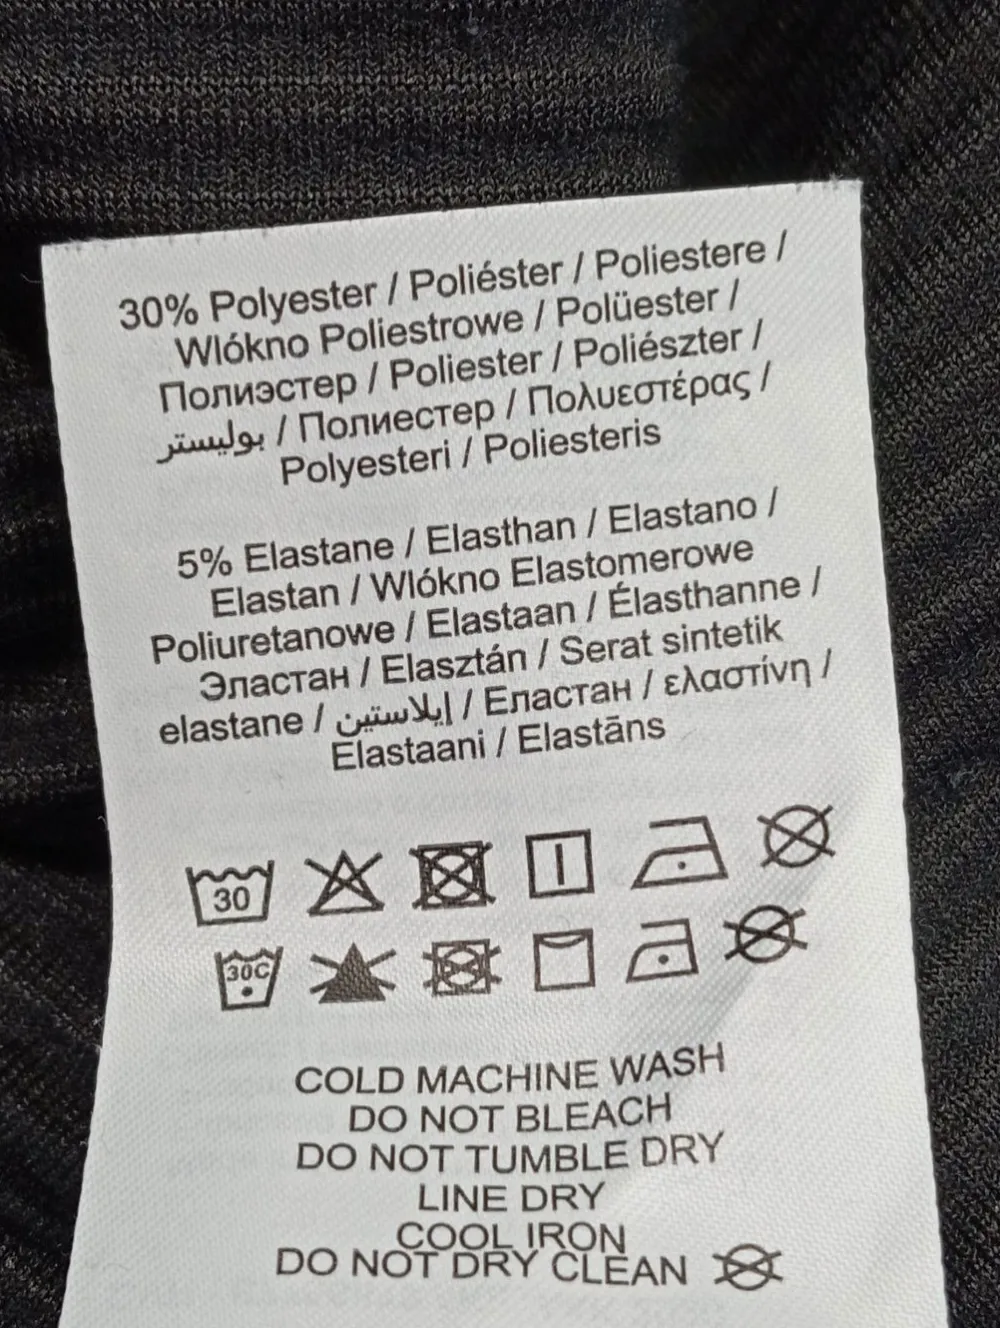 30% Polyester / Poliéster / Poliestere /
Wlókno Poliestrowe / Polüester /
Полиэстер / Poliester / Poliészter /
بوليستر / Полиестер / Πολυεστέρας /
Polyesteri / Poliesteris
5% Elastane / Elasthan / Elastano /
Elastan / Wlókno Elastomerowe
Poliuretanowe / Elastaan / Élasthanne /
Эластан / Elasztán / Serat sintetik
elastane / إيلاستين / Еластан / ελαστίνη /
Elastaani / Elastāns
30
30C
COLD MACHINE WASH
DO NOT BLEACH
DO NOT TUMBLE DRY
LINE DRY
COOL IRON
DO NOT DRY CLEAN